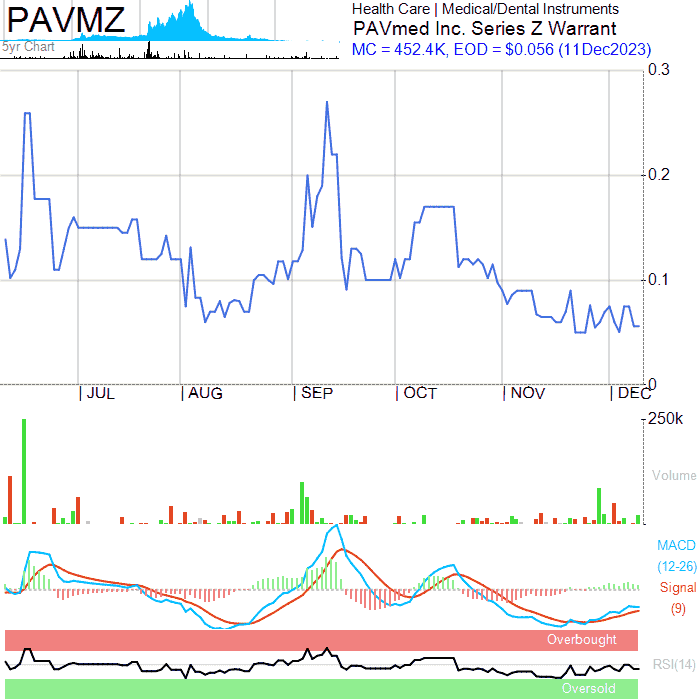 PAVMZ
5yr Chart
Health Care | Medical/Dental Instruments
PAVmed Inc. Series Z Warrant
MC = 452.4K, EOD = $0.056 (11Dec2023)
0.3
0.2
0.1
0
JUL AUG SEP OCT NOV DEC
250k
Volume
MACD
(12-26)
Signal
(9)
Overbought
RSI(14)
Oversold